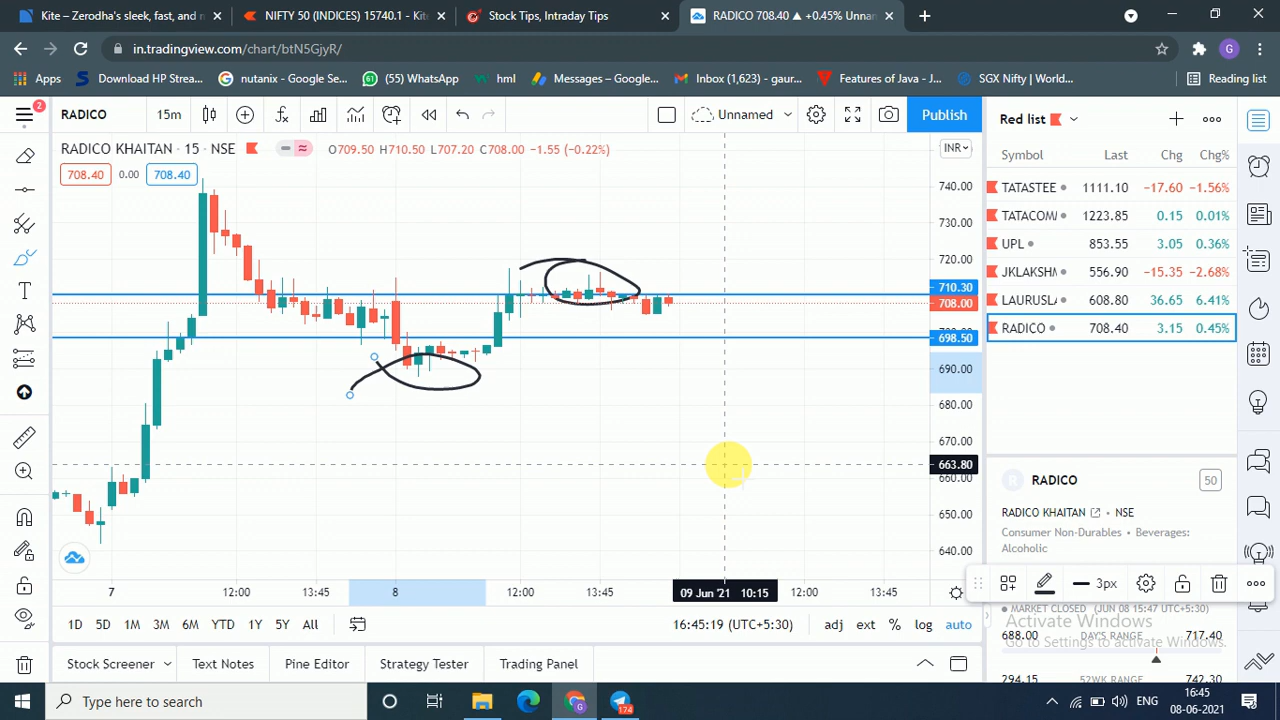 Kite - Zerodha's sleek, fast, and n
NIFTY 50 (INDICES) 15740.1 - Kit
Stock Tips, Intraday Tips
RADICO 708.40 ▲ +0.45% Unnam
in.tradingview.com/chart/btN5GjyR/
G
Apps
Download HP Strea...
nutanix - Google Se...
(55) WhatsApp
hml
Messages – Google...
Inbox (1,623) - gaur...
Features of Java - J...
SGX Nifty | World...
Reading list
2
RADICO
15m
Unnamed
Publish
Red list
RADICO KHAITAN · 15 · NSE
O709.50 H710.50 L707.20 C708.00 −1.55 (−0.22%)
INR
708.40
0.00
708.40
Symbol
Last
Chg
Chg%
TATASTEE
1111.10
−17.60
−1.56%
TATACOM
1223.85
0.15
0.01%
UPL
853.55
3.05
0.36%
JKLAKSHM
556.90
−15.35
−2.68%
LAURUSLA
608.80
36.65
6.41%
RADICO
708.40
3.15
0.45%
740.00
730.00
720.00
710.30
708.00
698.50
690.00
680.00
670.00
663.80
660.00
650.00
640.00
R
RADICO
50
RADICO KHAITAN
• NSE
Consumer Non-Durables • Beverages:
Alcoholic
3px
MARKET CLOSED (JUN 08 15:47 UTC+5:30)
688.00
DAY'S RANGE
717.40
294.15
52WK RANGE
742.30
Activate Windows
Go to Settings to activate Windows.
7
12:00
13:45
8
12:00
13:45
09 Jun '21 10:15
12:00
13:45
1D
5D
1M
3M
6M
YTD
1Y
5Y
All
16:45:19 (UTC+5:30)
adj
ext
%
log
auto
Stock Screener
Text Notes
Pine Editor
Strategy Tester
Trading Panel
Type here to search
174
ENG
16:45
08-06-2021